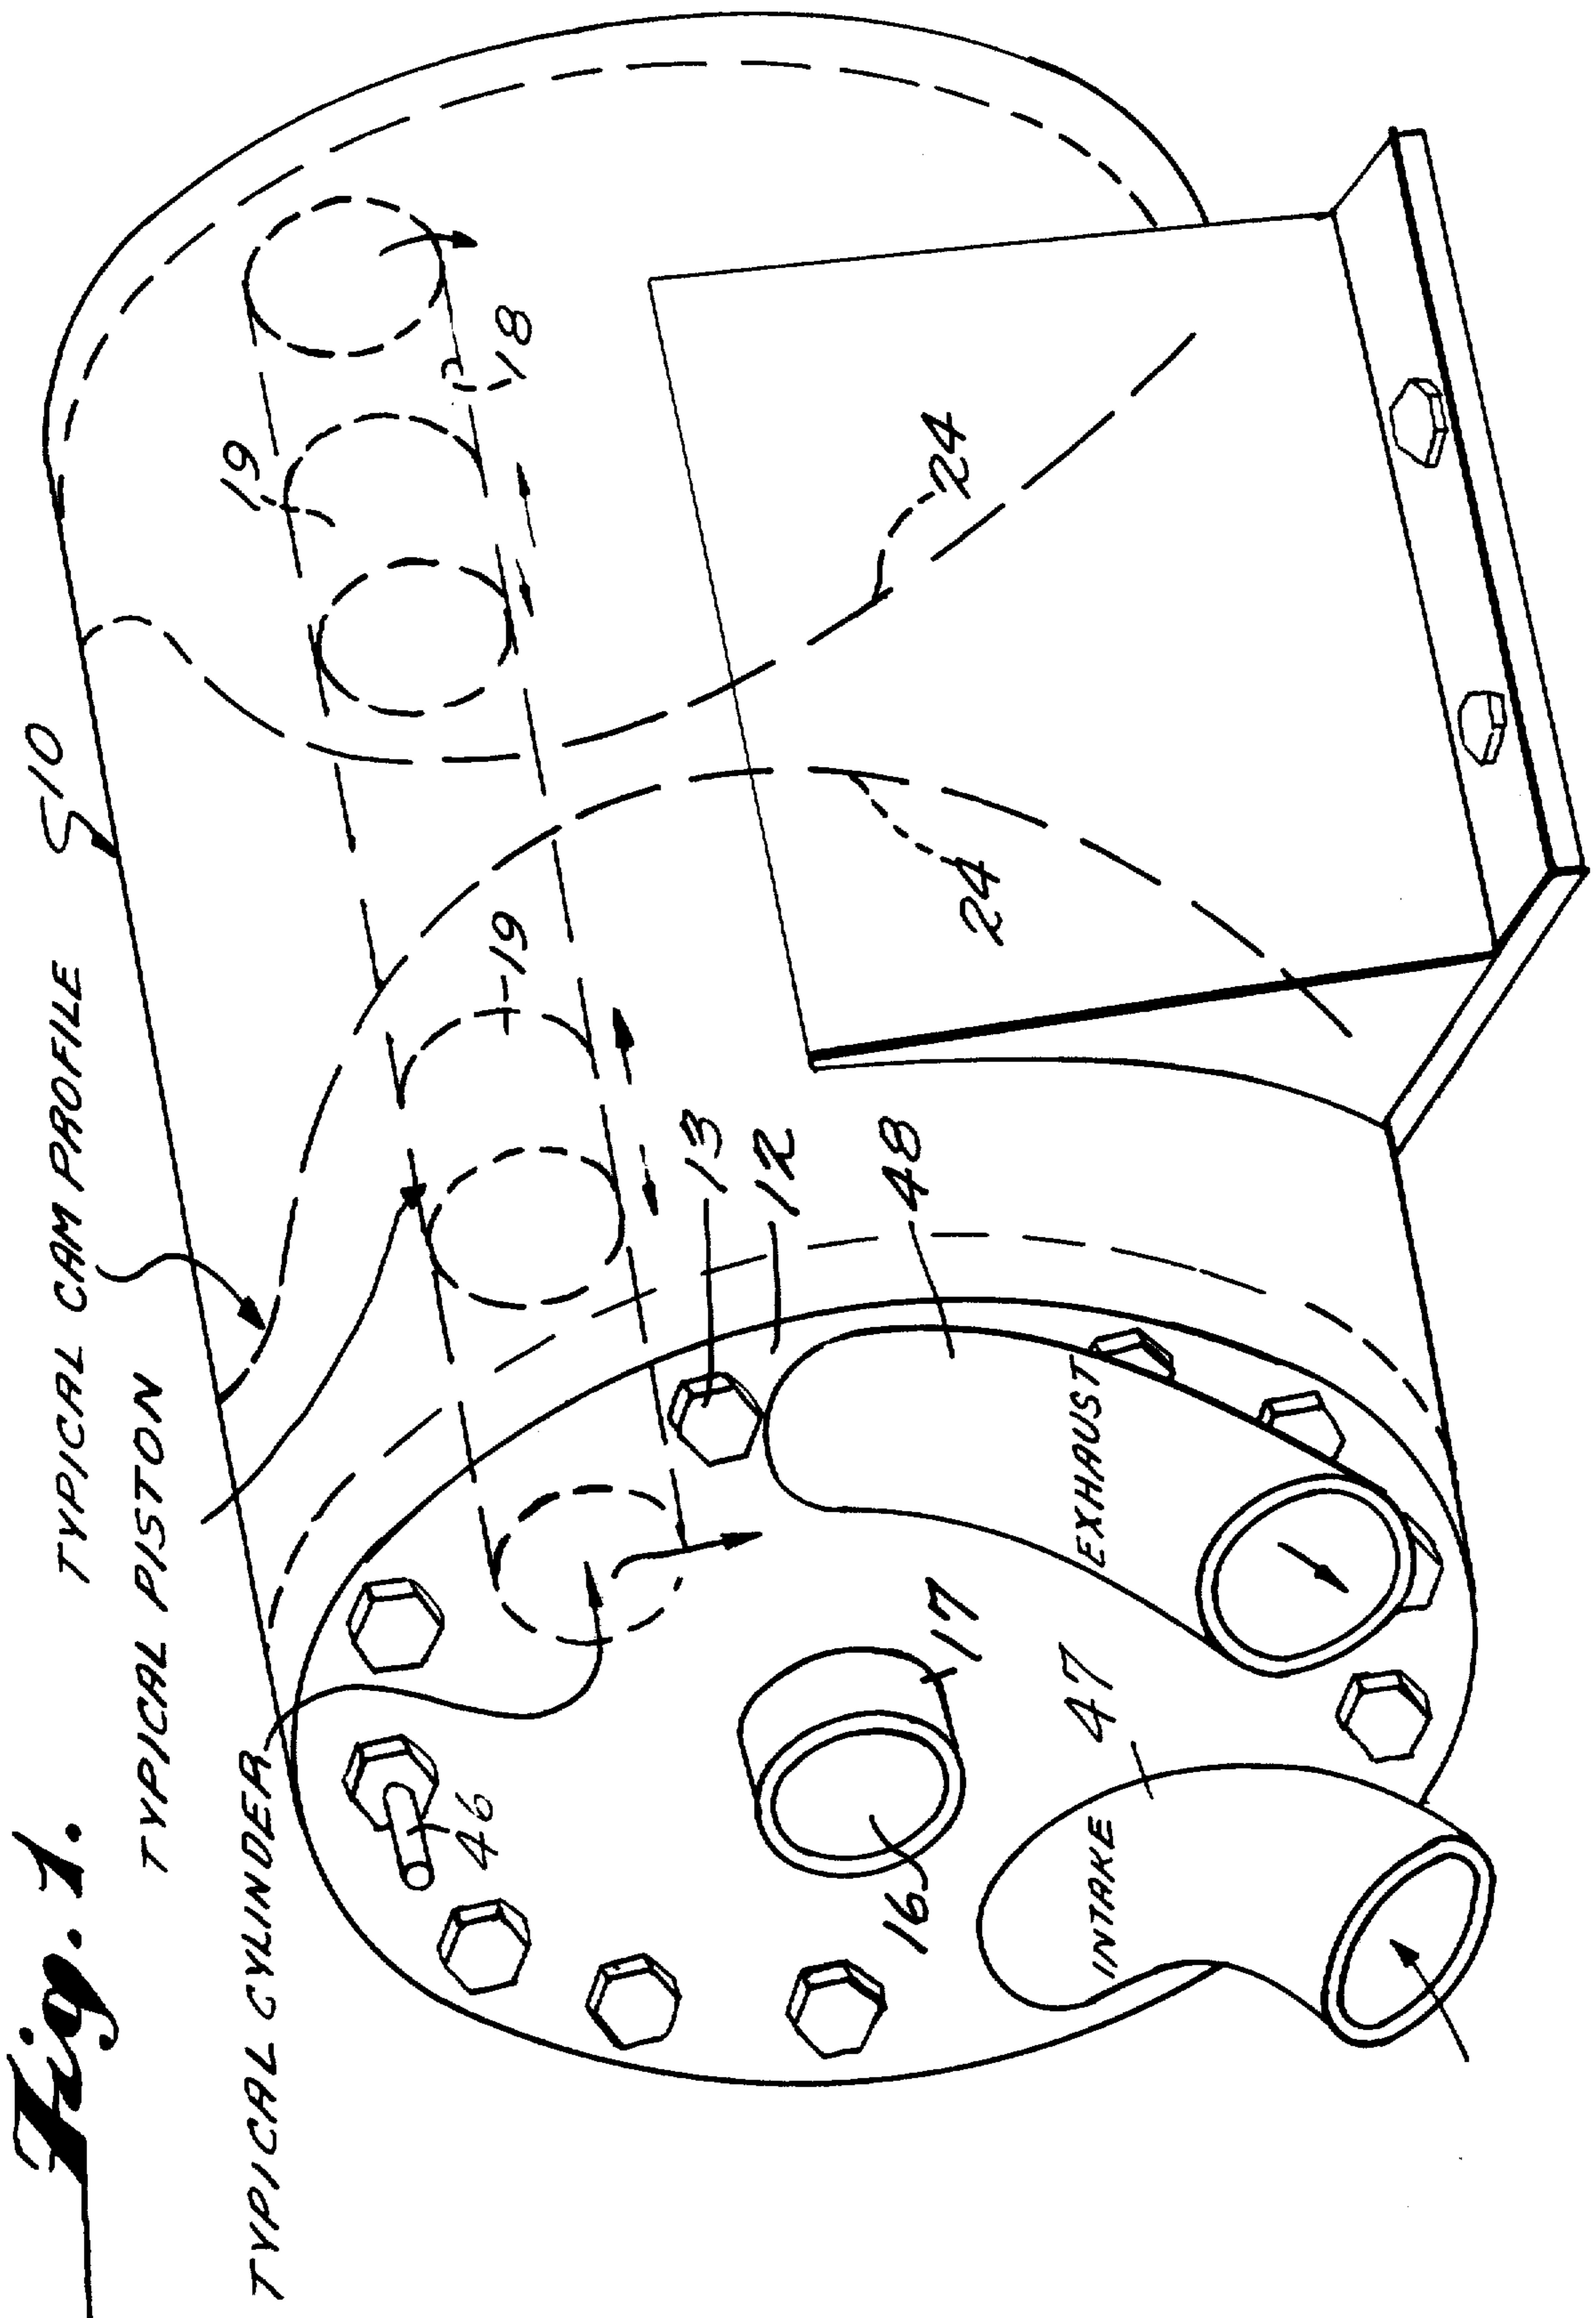 Fig. 1.
TYPICAL CAM PROFILE
10
TYPICAL PISTON
TYPICAL CYLINDER
19
18
19
24
24
13
12
48
46
16
17
47
EXHAUST
INTAKE